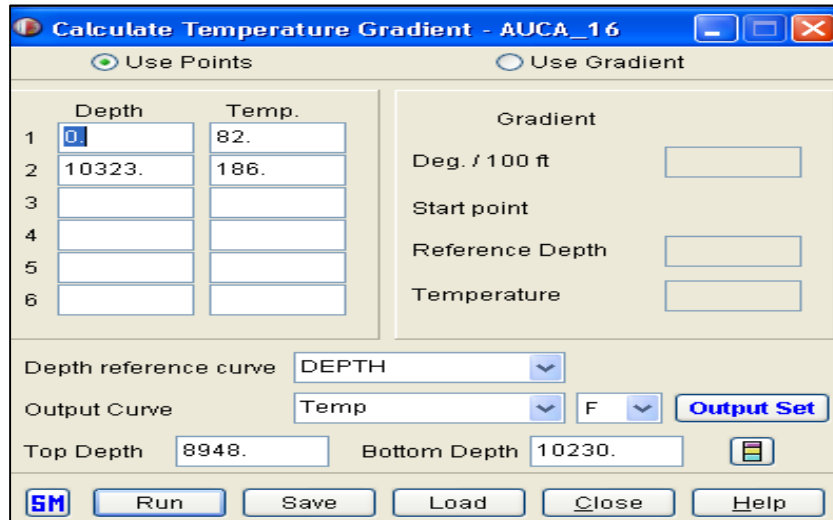 Calculate Temperature Gradient - AUCA_16
Use Points
Use Gradient
Depth Temp.
1 0. 82.
2 10323. 186.
3
4
5
6
Gradient
Deg. / 100 ft
Start point
Reference Depth
Temperature
Depth reference curve DEPTH
Output Curve Temp F Output Set
Top Depth 8948. Bottom Depth 10230.
SM Run Save Load Close Help